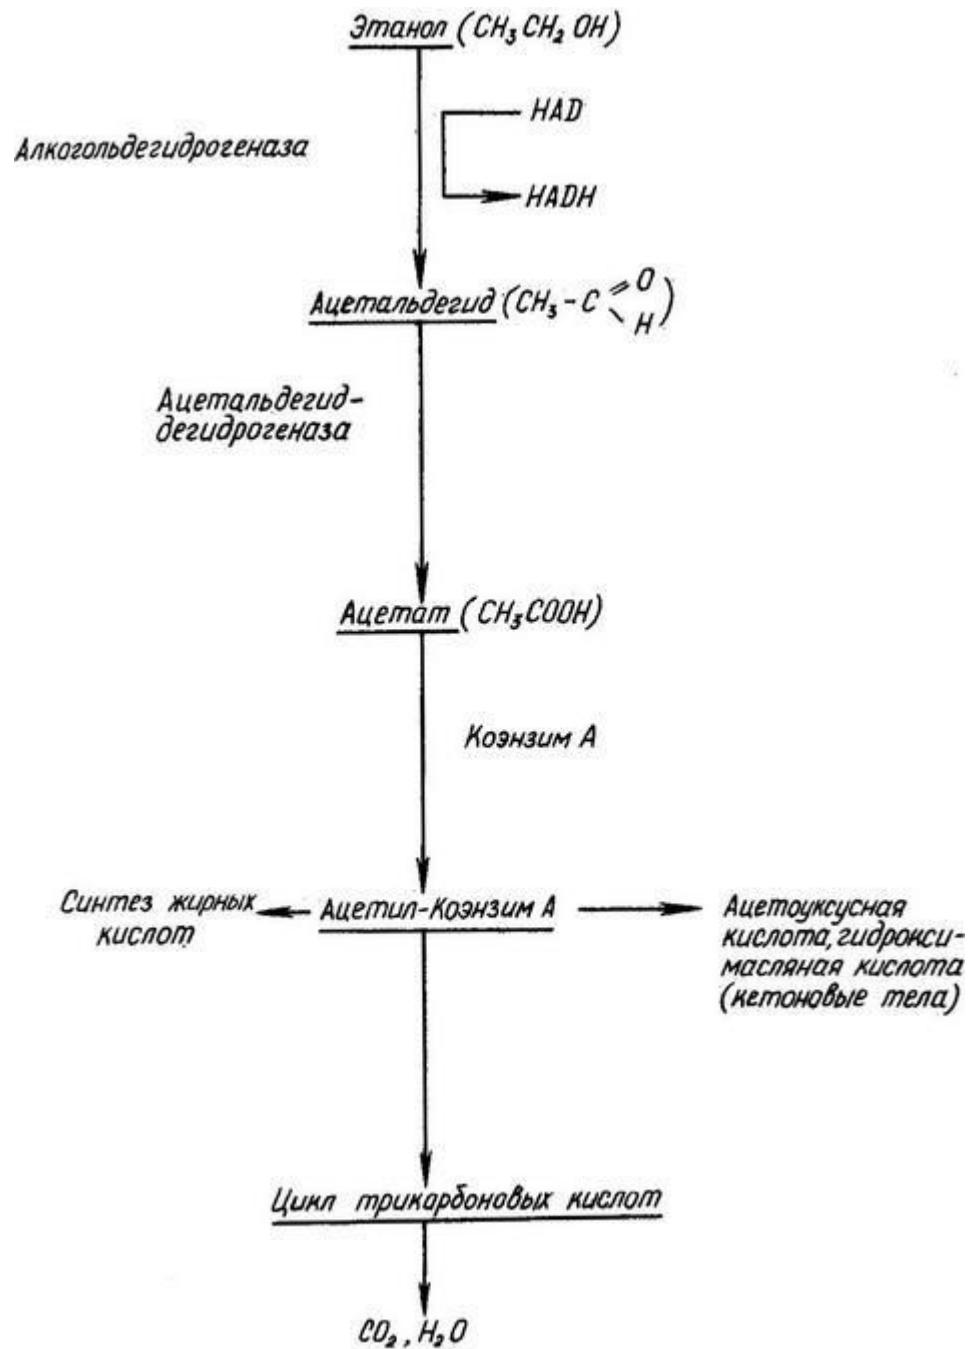 Этанол (CH₃CH₂OH)
HAD
Алкогольдегидрогеназа
HADH
Ацетальдегид (CH₃-C=O
H)
Ацетальдегид-
дегидрогеназа
Ацетат (CH₃COOH)
Коэнзим А
Синтез жирных
кислот
Ацетил-Коэнзим А
Ацетоуксусная
кислота, гидрокси-
масляная кислота
(кетоновые тела)
Цикл трикарбоновых кислот
CO₂, H₂O